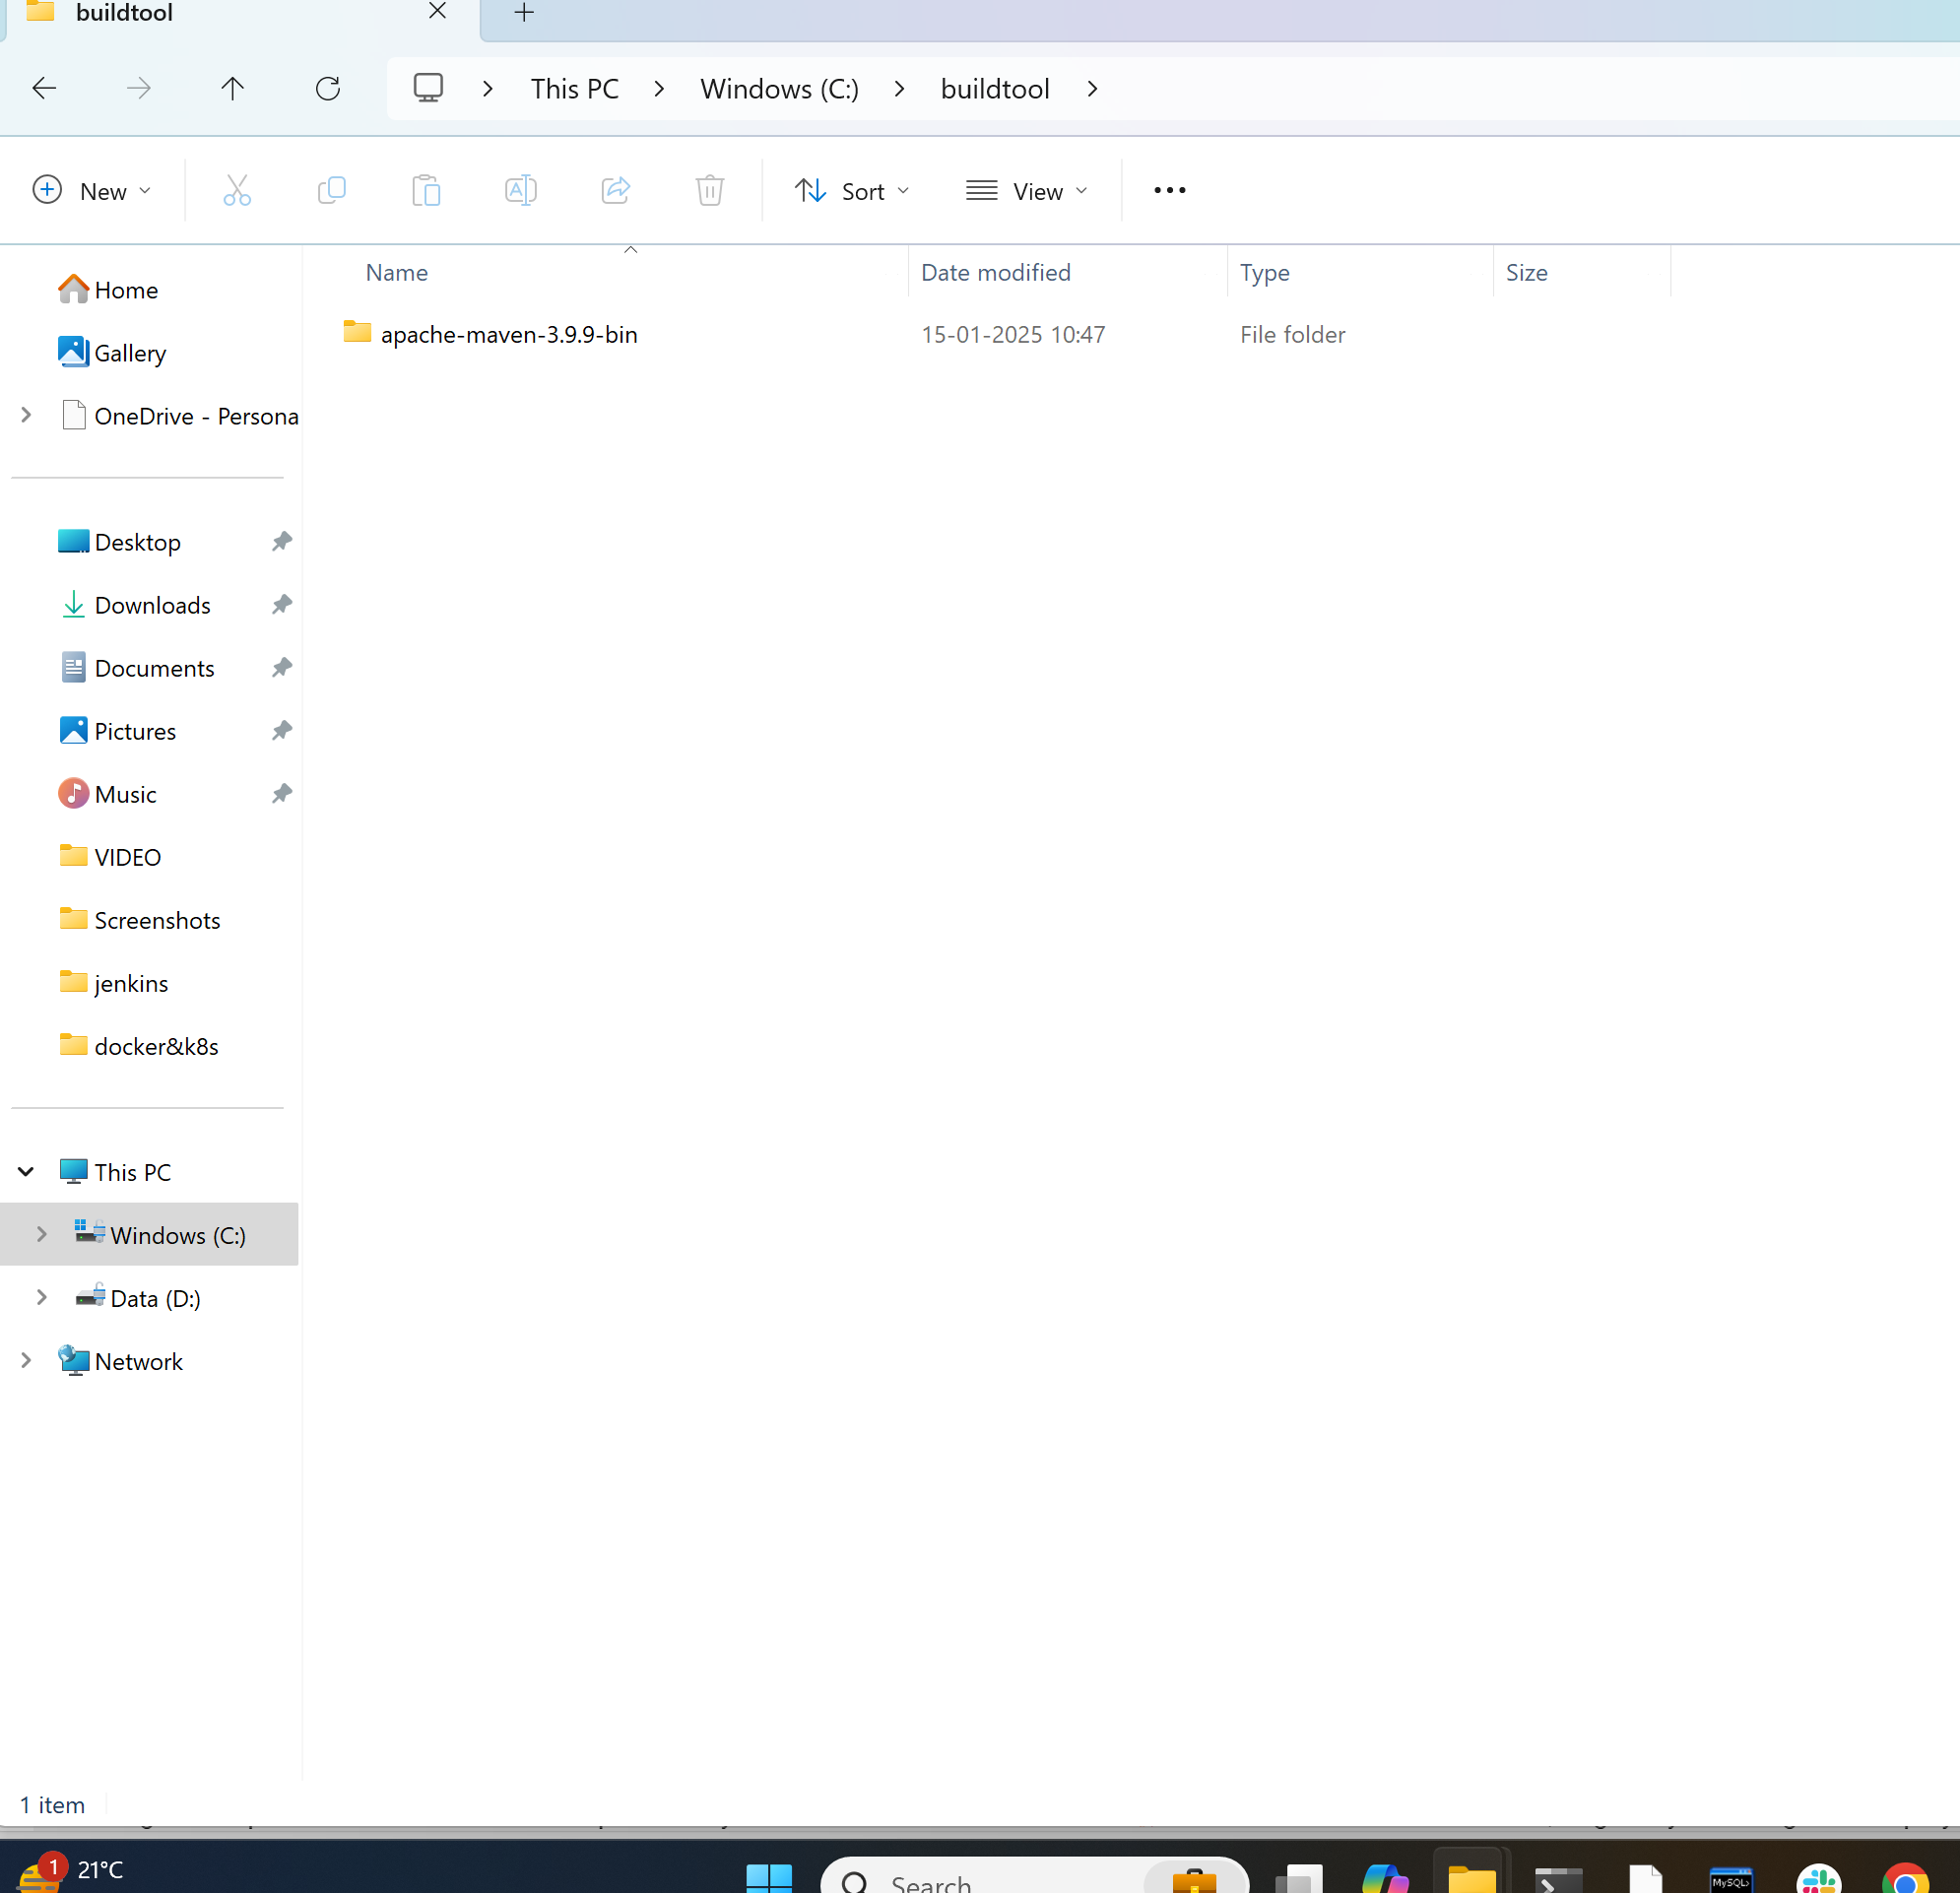 buildtool
This PC
Windows (C:)
buildtool
New
Sort
View
Name
Date modified
Type
Size
apache-maven-3.9.9-bin
15-01-2025 10:47
File folder
Home
Gallery
OneDrive - Persona
Desktop
Downloads
Documents
Pictures
Music
VIDEO
Screenshots
jenkins
docker&k8s
This PC
Windows (C:)
Data (D:)
Network
1 item
1
21°C
Search
MySQL>